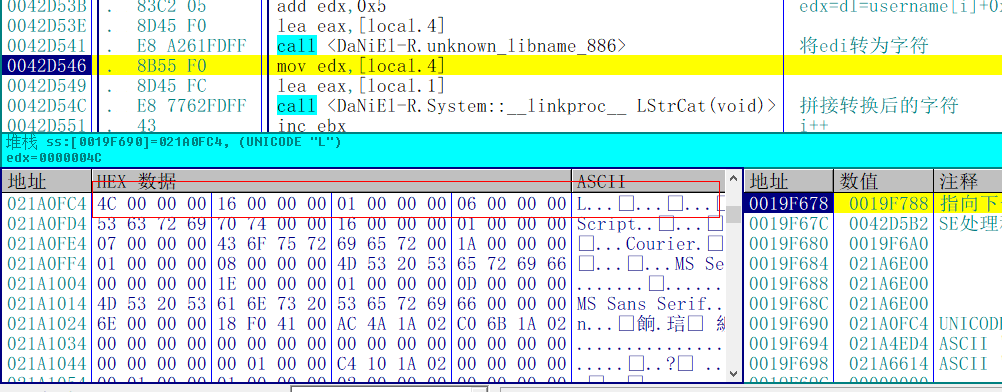 0042D53B . 83C2 05 add edx,0x5 edx=dl=username[i]+0
0042D53E . 8D45 F0 lea eax,[local.4]
0042D541 . E8 A261FDFF call <DaNiEl-R.unknown_libname_886> 将edi转为字符
0042D546 . 8B55 F0 mov edx,[local.4]
0042D549 . 8D45 FC lea eax,[local.1]
0042D54C . E8 7762FDFF call <DaNiEl-R.System::__linkproc__ LStrCat(void)> 拼接转换后的字符
0042D551 . 43 inc ebx i++
堆栈 ss:[0019F690]=021A0FC4, (UNICODE "L")
edx=0000004C
地址 HEX 数据 ASCII
021A0FC4 4C 00 00 00 16 00 00 00 01 00 00 00 06 00 00 00 L...□...□...□...
021A0FD4 53 63 72 69 70 74 00 00 16 00 00 00 01 00 00 00 Script..□...□...
021A0FE4 07 00 00 00 43 6F 75 72 69 65 72 00 1A 00 00 00 □...Courier.□...
021A0FF4 01 00 00 00 08 00 00 00 4D 53 20 53 65 72 69 66 □...□...MS Se
021A1004 00 00 00 00 1E 00 00 00 01 00 00 00 0D 00 00 00
021A1014 4D 53 20 53 61 6E 73 20 53 65 72 69 66 00 00 00 MS Sans Serif..
021A1024 6E 00 00 00 18 F0 41 00 AC 4A 1A 02 C0 6B 1A 02
021A1034 00 00 00 00 00 00 00 00 00 00 00 00 00 00 00 00 ................
021A1044 00 00 00 00 00 01 00 00 C4 10 1A 02 00 00 00 00 .....□..?□
地址 数值 注释
0019F678 0019F788 指向下一
0019F67C 0042D5B2 SE处理
0019F680 0019F6A0
0019F684 021A6E00
0019F688 021A6E00
0019F68C 021A6E00
0019F690 021A0FC4 UNICODE
0019F694 021A4ED4 ASCII
0019F698 021A6614 ASCII